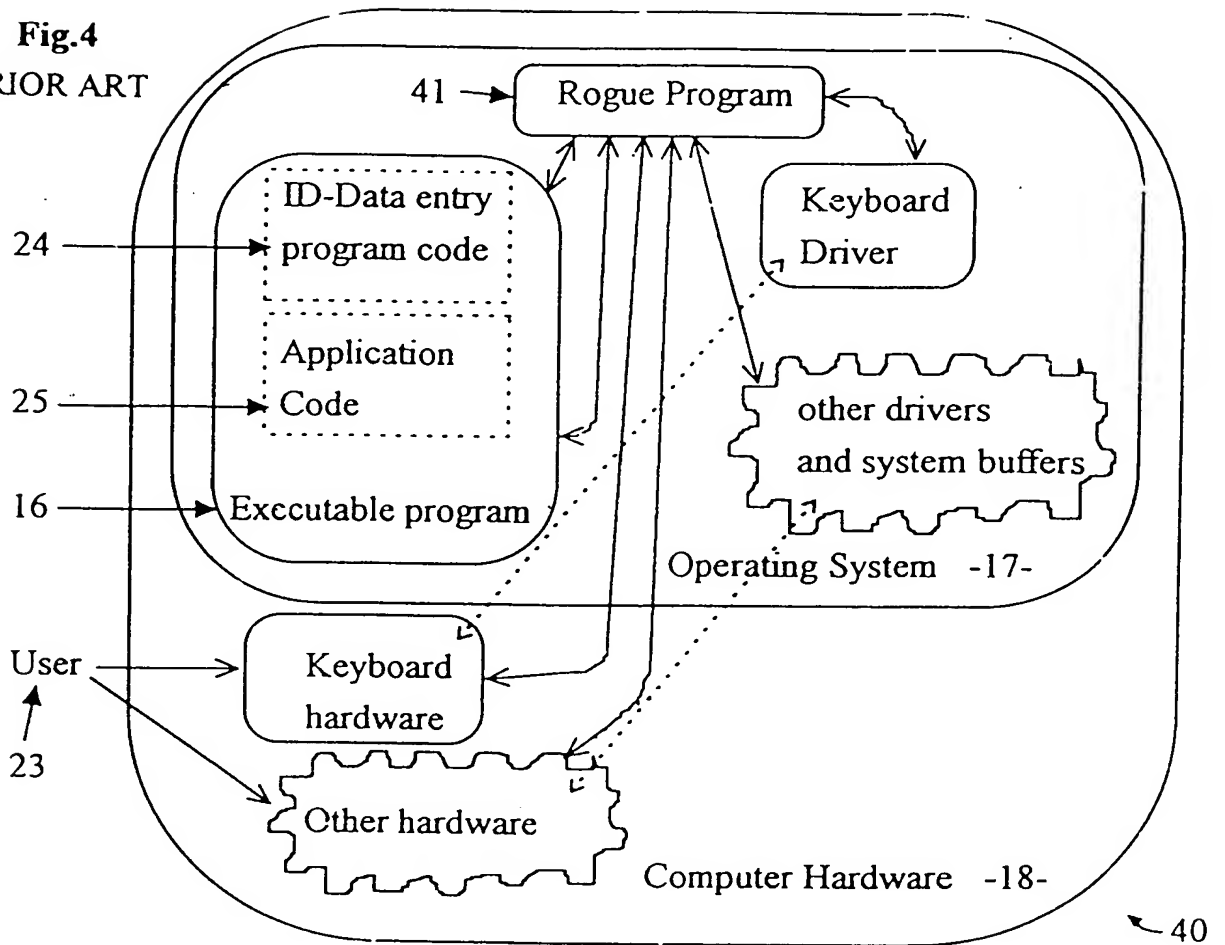 Fig.4
RIOR ART
41
Rogue Program
ID-Data entry
program code
24
Keyboard
Driver
Application
Code
25
other drivers
and system buffers
16
Executable program
Operating System -17-
User
23
Keyboard
hardware
Other hardware
Computer Hardware -18-
40